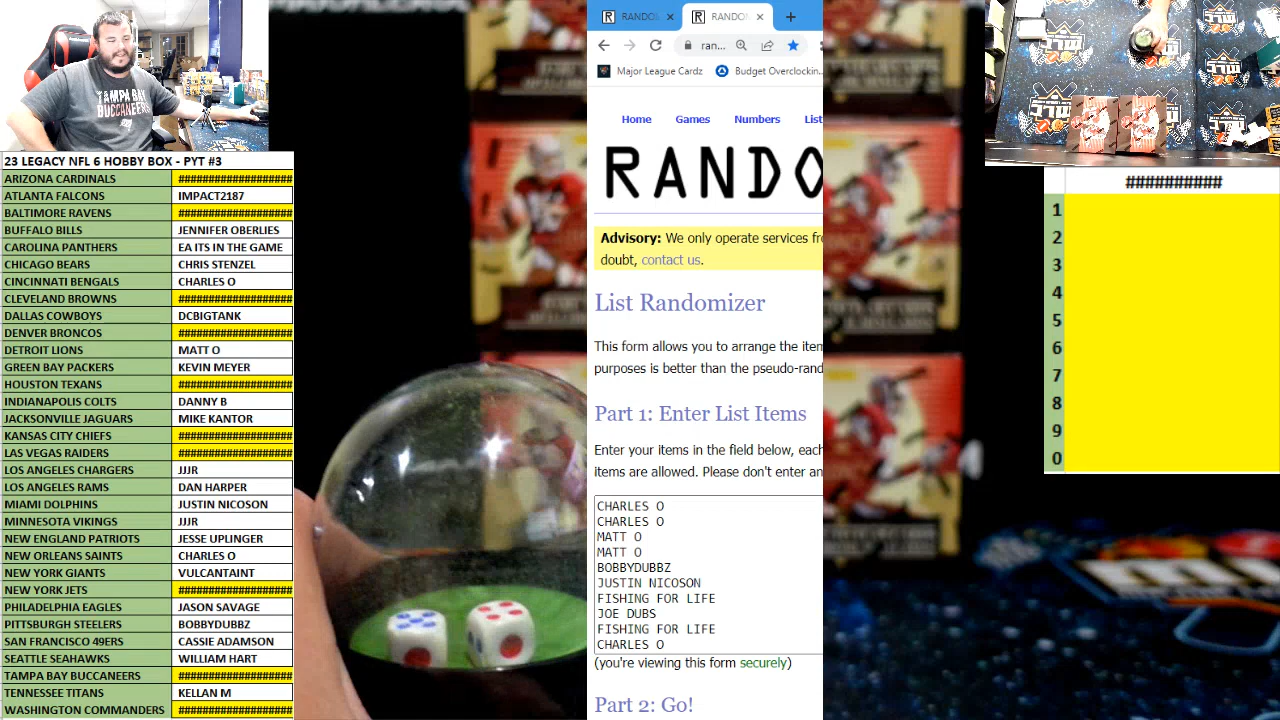 TAMPA BAY
BUCCANEERS
23 LEGACY NFL 6 HOBBY BOX - PYT #3
ARIZONA CARDINALS ###################
ATLANTA FALCONS IMPACT2187
BALTIMORE RAVENS ###################
BUFFALO BILLS JENNIFER OBERLIES
CAROLINA PANTHERS EA ITS IN THE GAME
CHICAGO BEARS CHRIS STENZEL
CINCINNATI BENGALS CHARLES O
CLEVELAND BROWNS ###################
DALLAS COWBOYS DCBIGTANK
DENVER BRONCOS ###################
DETROIT LIONS MATT O
GREEN BAY PACKERS KEVIN MEYER
HOUSTON TEXANS ###################
INDIANAPOLIS COLTS DANNY B
JACKSONVILLE JAGUARS MIKE KANTOR
KANSAS CITY CHIEFS ###################
LAS VEGAS RAIDERS ###################
LOS ANGELES CHARGERS JJJR
LOS ANGELES RAMS DAN HARPER
MIAMI DOLPHINS JUSTIN NICOSON
MINNESOTA VIKINGS JJJR
NEW ENGLAND PATRIOTS JESSE UPLINGER
NEW ORLEANS SAINTS CHARLES O
NEW YORK GIANTS VULCANTAINT
NEW YORK JETS ###################
PHILADELPHIA EAGLES JASON SAVAGE
PITTSBURGH STEELERS BOBBYDUBBZ
SAN FRANCISCO 49ERS CASSIE ADAMSON
SEATTLE SEAHAWKS WILLIAM HART
TAMPA BAY BUCCANEERS ###################
TENNESSEE TITANS KELLAN M
WASHINGTON COMMANDERS ###################
RANDO RANDO
ran...
Major League Cardz Budget Overclockin...
Home Games Numbers List
RANDO
Advisory: We only operate services fr
doubt, contact us.
List Randomizer
This form allows you to arrange the item
purposes is better than the pseudo-rand
Part 1: Enter List Items
Enter your items in the field below, each
items are allowed. Please don't enter an
CHARLES O
CHARLES O
MATT O
MATT O
BOBBYDUBBZ
JUSTIN NICOSON
FISHING FOR LIFE
JOE DUBS
FISHING FOR LIFE
CHARLES O
(you're viewing this form securely)
Part 2: Go!
##########
1
2
3
4
5
6
7
8
9
0